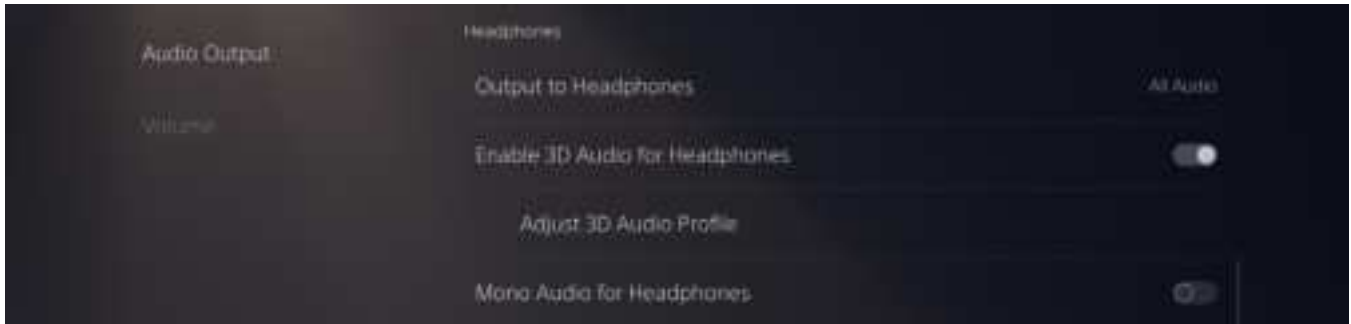 Audio Output
Volume
Headphones
Output to Headphones
All Audio
Enable 3D Audio for Headphones
Adjust 3D Audio Profile
Mono Audio for Headphones